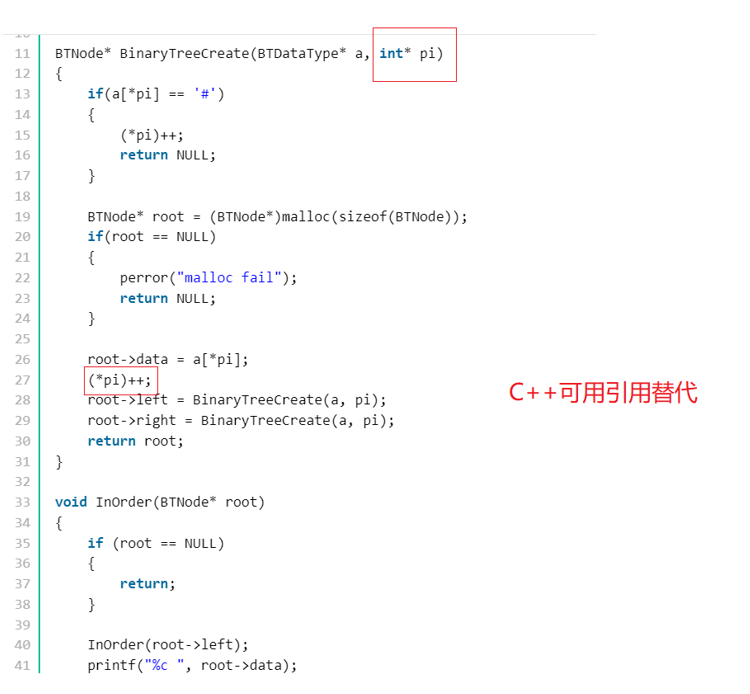 11 BTNode* BinaryTreeCreate(BTDataType* a, int* pi)
12 {
13 if(a[*pi] == '#')
14 {
15 (*pi)++;
16 return NULL;
17 }
18
19 BTNode* root = (BTNode*)malloc(sizeof(BTNode));
20 if(root == NULL)
21 {
22 perror("malloc fail");
23 return NULL;
24 }
25
26 root->data = a[*pi];
27 (*pi)++;
28 root->left = BinaryTreeCreate(a, pi);
C++可用引用替代
29 root->right = BinaryTreeCreate(a, pi);
30 return root;
31 }
32
33 void InOrder(BTNode* root)
34 {
35 if (root == NULL)
36 {
37 return;
38 }
39
40 InOrder(root->left);
41 printf("%c ", root->data);